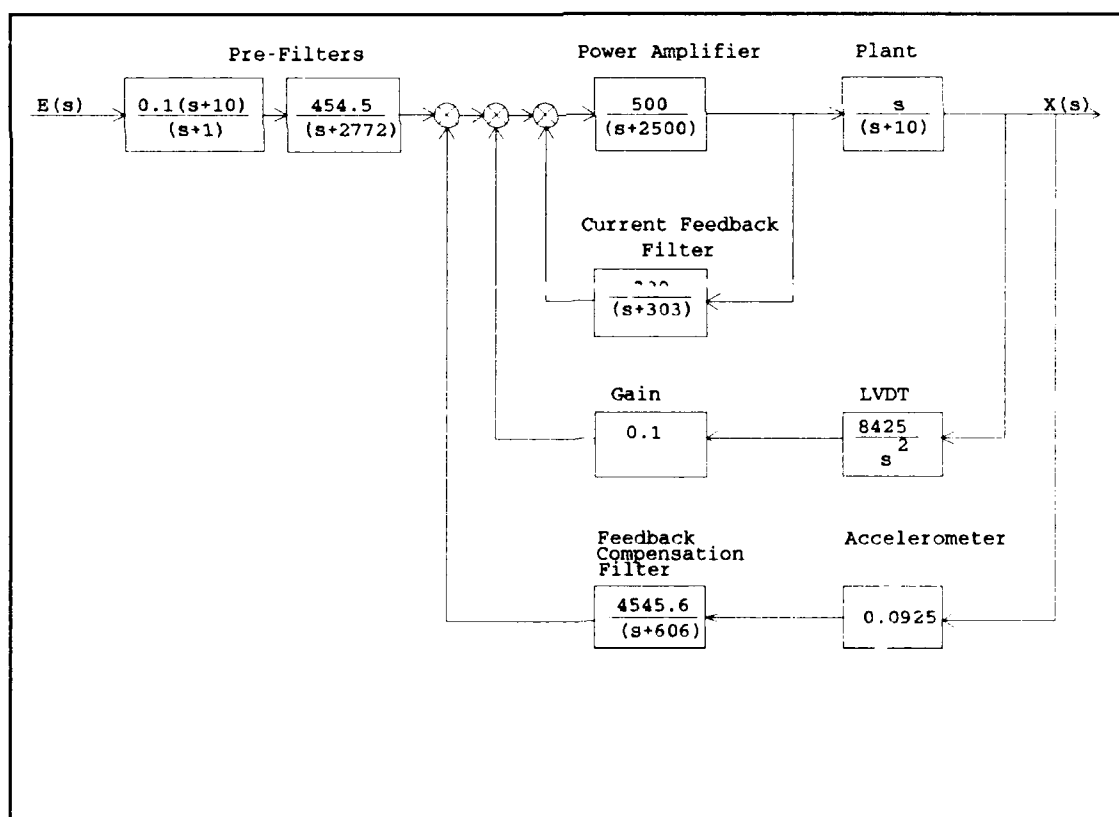 Pre-Filters
Power Amplifier
Plant
E(s)
0.1(s+10)
(s+1)
454.5
(s+2772)
500
(s+2500)
s
(s+10)
X(s)
Current Feedback
Filter
(s+303)
Gain
0.1
LVDT
8425
s 2
Feedback
Compensation
Filter
4545.6
(s+606)
Accelerometer
0.0925